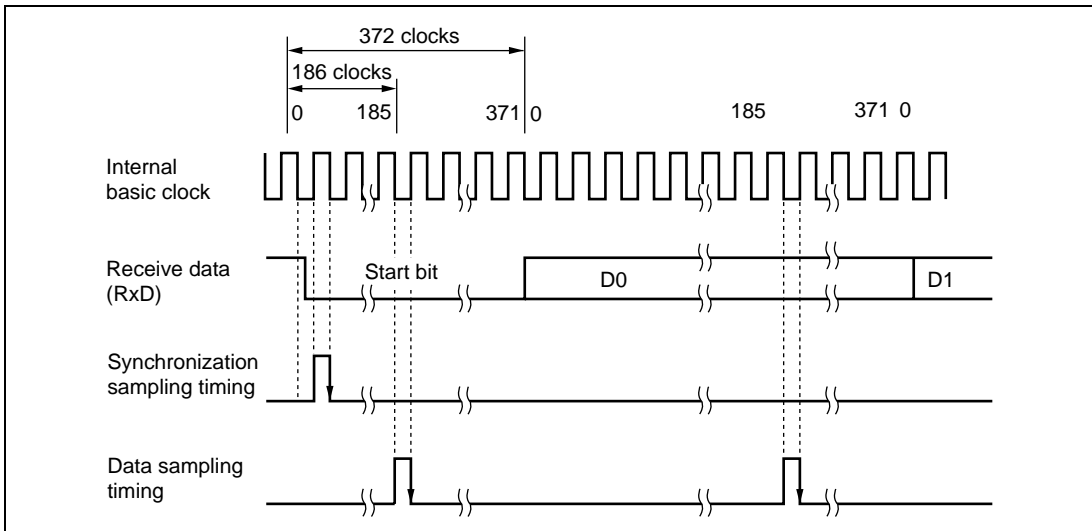 372 clocks
186 clocks
0 185 371 0 185 371 0
Internal
basic clock
Receive data
(RxD)
Start bit D0 D1
Synchronization
sampling timing
Data sampling
timing